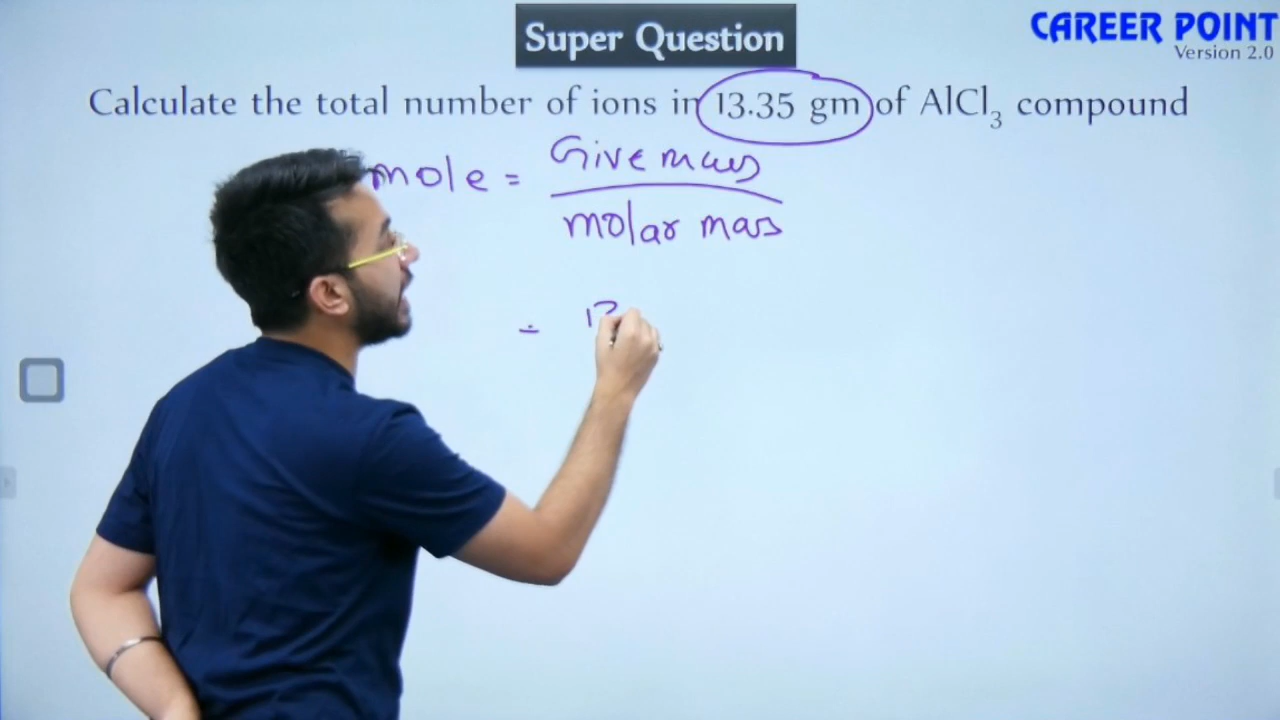 Super Question
CAREER POINT
Version 2.0
Calculate the total number of ions in 13.35 gm of AlCl₃ compound
mole = Give mass
molar mass
= 13